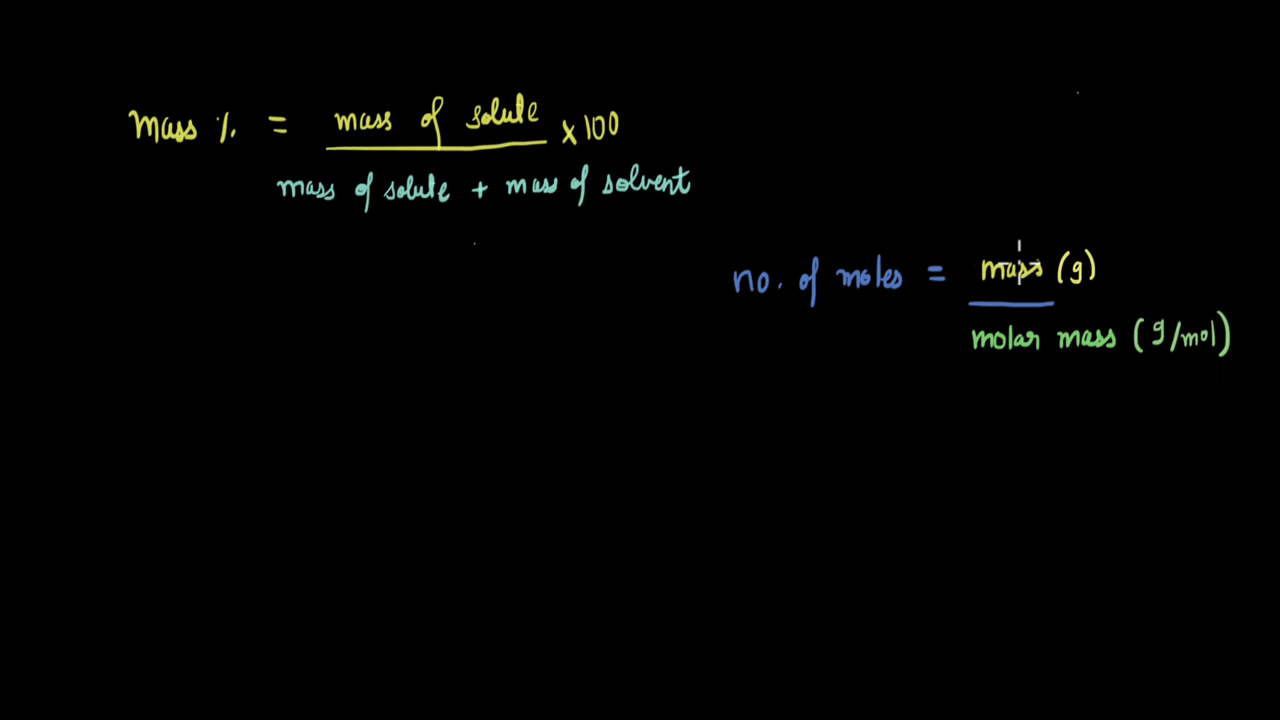 Mass % = mass of solute x 100
mass of solute + mass of solvent
no. of moles = mass (g)
molar mass (g/mol)